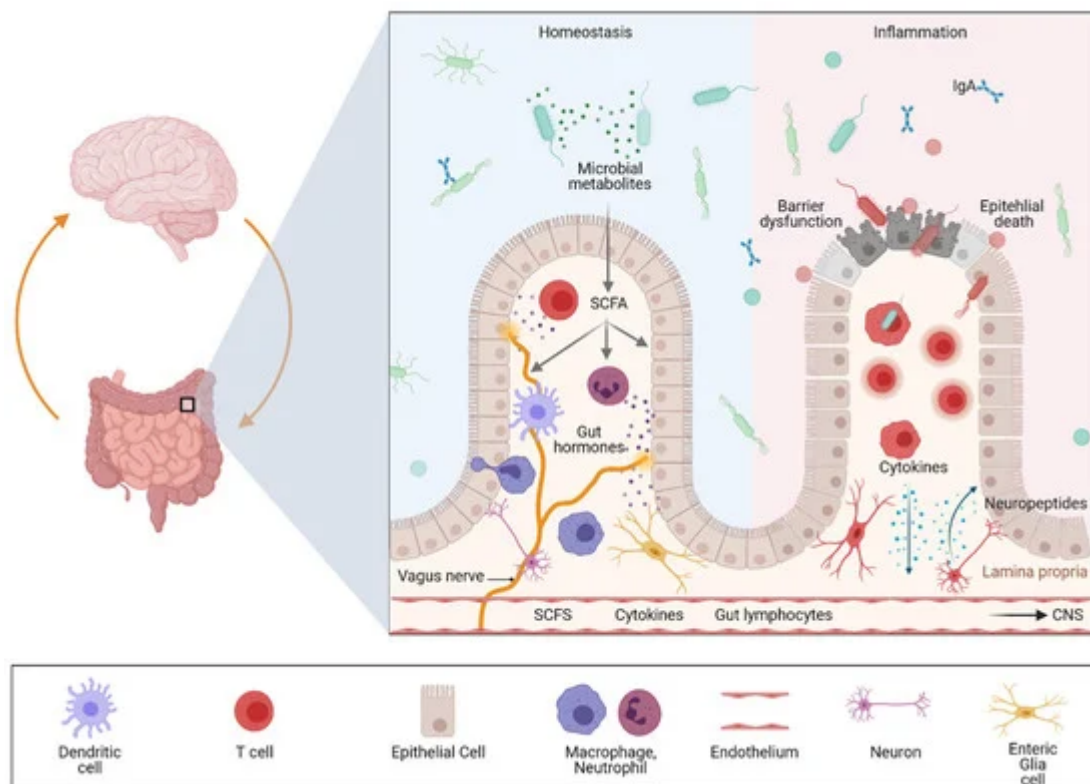 Homeostasis
Inflammation
IgA
Microbial
metabolites
Barrier
dysfunction
Epitehlial
death
SCFA
Gut
hormones
Cytokines
Neuropeptides
Vagus nerve
Lamina propria
SCFS
Cytokines
Gut lymphocytes
CNS
Dendritic
cell
T cell
Epithelial Cell
Macrophage,
Neutrophil
Endothelium
Neuron
Enteric
Glia
cell